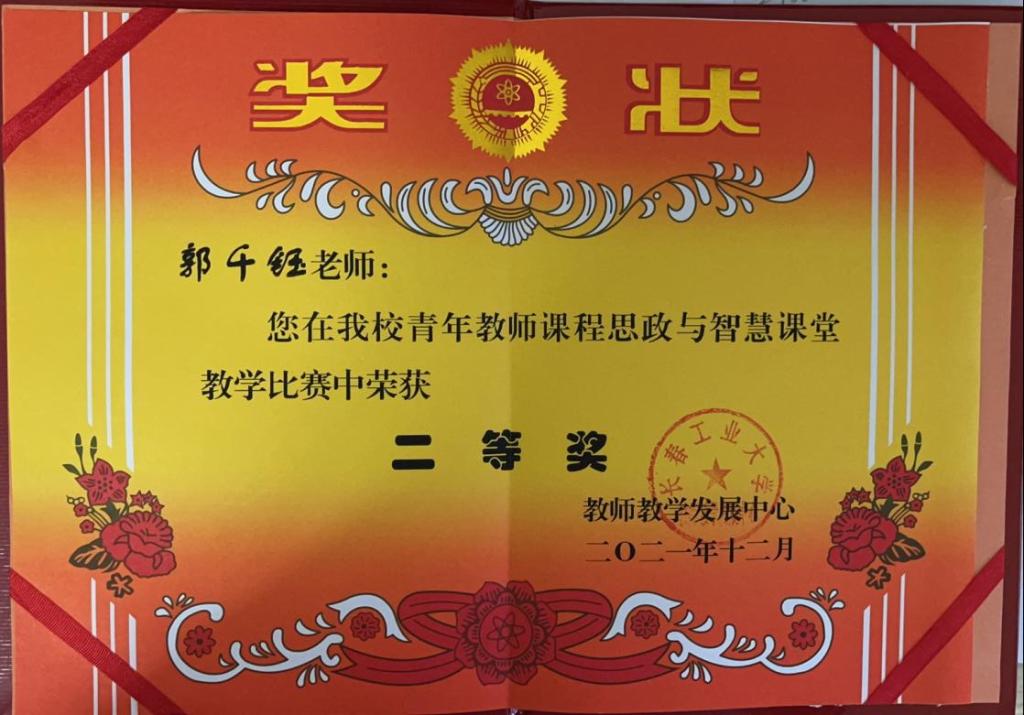 奖状
郭千钰老师：
您在我校青年教师课程思政与智慧课堂
教学比赛中荣获
二等奖
长春工业大学
教师教学发展中心
二〇二一年十二月